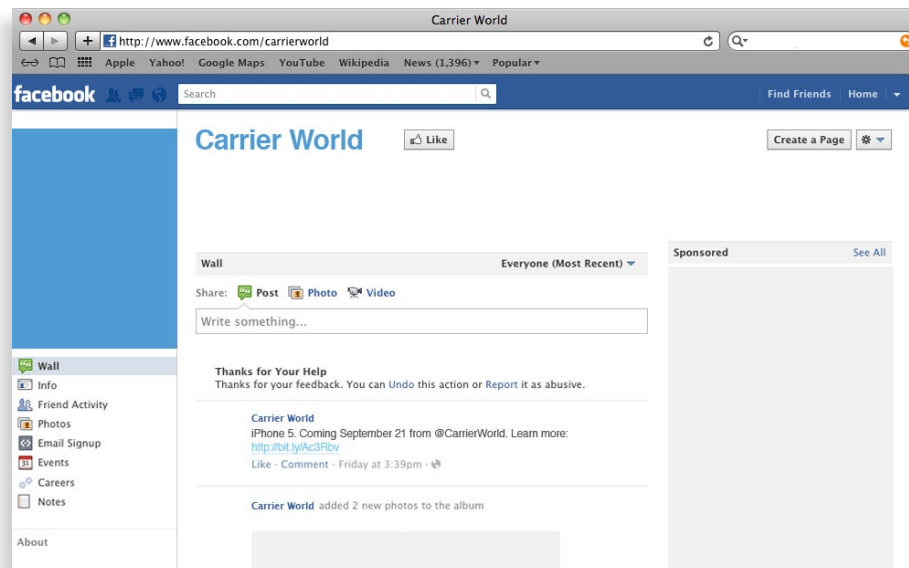 Carrier World
http://www.facebook.com/carrierworld
Apple Yahoo! Google Maps YouTube Wikipedia News (1,396) Popular
facebook Search Find Friends Home
Carrier World Like Create a Page
Wall Everyone (Most Recent) Sponsored See All
Share: Post Photo Video
Write something...
Wall
Info
Friend Activity
Photos
Email Signup
31 Events
Careers
Notes
About
Thanks for Your Help
Thanks for your feedback. You can Undo this action or Report it as abusive.
Carrier World
iPhone 5. Coming September 21 from @CarrierWorld. Learn more:
http://bit.ly/Ac3Rbv
Like · Comment · Friday at 3:39pm ·
Carrier World added 2 new photos to the album